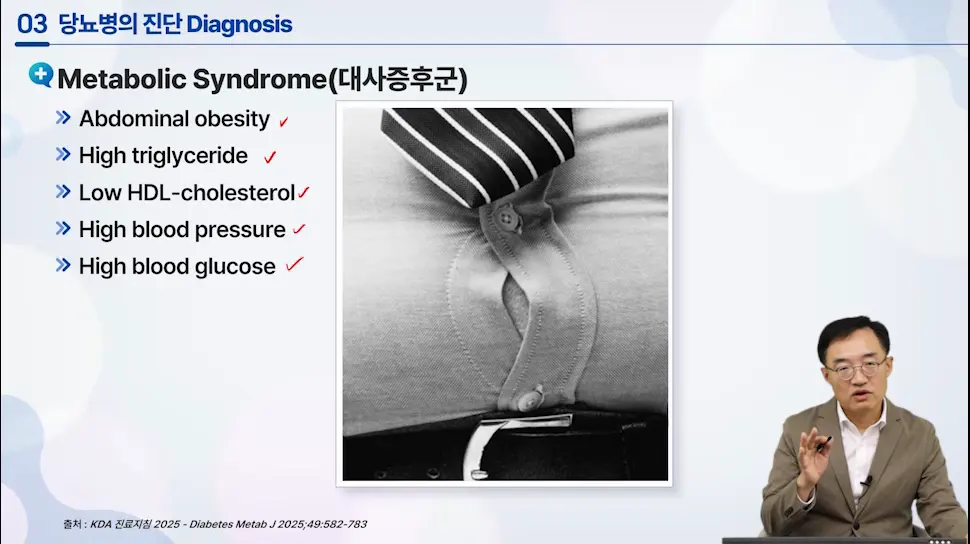 03 당뇨병의 진단 Diagnosis
Metabolic Syndrome(대사증후군)
Abdominal obesity
High triglyceride
Low HDL-cholesterol
High blood pressure
High blood glucose
출처 : KDA 진료지침 2025 - Diabetes Metab J 2025;49:582-783